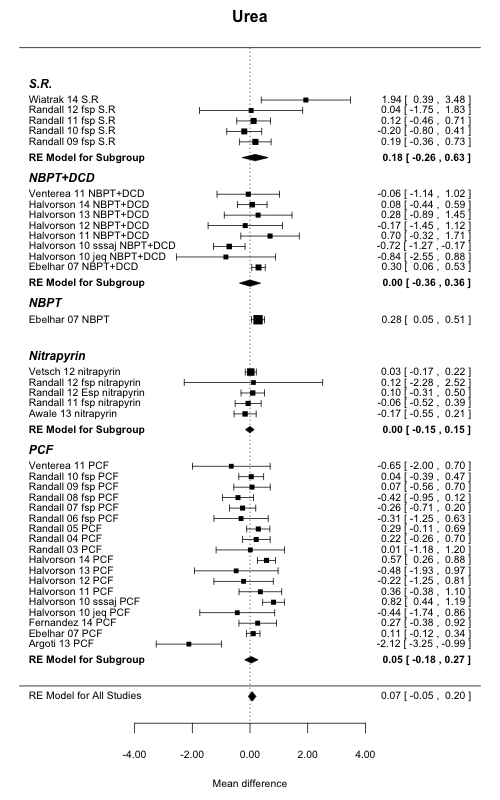 Urea
S.R.
Wiatrak 14 S.R 1.94 [ 0.39 , 3.48 ]
Randall 12 fsp S.R 0.04 [ -1.75 , 1.83 ]
Randall 11 fsp S.R 0.12 [ -0.46 , 0.71 ]
Randall 10 fsp S.R -0.20 [ -0.80 , 0.41 ]
Randall 09 fsp S.R 0.19 [ -0.36 , 0.73 ]
RE Model for Subgroup 0.18 [ -0.26 , 0.63 ]
NBPT+DCD
Venterea 11 NBPT+DCD -0.06 [ -1.14 , 1.02 ]
Halvorson 14 NBPT+DCD 0.08 [ -0.44 , 0.59 ]
Halvorson 13 NBPT+DCD 0.28 [ -0.89 , 1.45 ]
Halvorson 12 NBPT+DCD -0.17 [ -1.45 , 1.12 ]
Halvorson 11 NBPT+DCD 0.70 [ -0.32 , 1.71 ]
Halvorson 10 sssaj NBPT+DCD -0.72 [ -1.27 , -0.17 ]
Halvorson 10 jeq NBPT+DCD -0.84 [ -2.55 , 0.88 ]
Ebelhar 07 NBPT+DCD 0.30 [ 0.06 , 0.53 ]
RE Model for Subgroup 0.00 [ -0.36 , 0.36 ]
NBPT
Ebelhar 07 NBPT 0.28 [ 0.05 , 0.51 ]
Nitrapyrin
Vetsch 12 nitrapyrin 0.03 [ -0.17 , 0.22 ]
Randall 12 fsp nitrapyrin 0.12 [ -2.28 , 2.52 ]
Randall 12 Esp nitrapyrin 0.10 [ -0.31 , 0.50 ]
Randall 11 fsp nitrapyrin -0.06 [ -0.52 , 0.39 ]
Awale 13 nitrapyrin -0.17 [ -0.55 , 0.21 ]
RE Model for Subgroup 0.00 [ -0.15 , 0.15 ]
PCF
Venterea 11 PCF -0.65 [ -2.00 , 0.70 ]
Randall 10 fsp PCF 0.04 [ -0.39 , 0.47 ]
Randall 09 fsp PCF 0.07 [ -0.56 , 0.70 ]
Randall 08 fsp PCF -0.42 [ -0.95 , 0.12 ]
Randall 07 fsp PCF -0.26 [ -0.71 , 0.20 ]
Randall 06 fsp PCF -0.31 [ -1.25 , 0.63 ]
Randall 05 PCF 0.29 [ -0.11 , 0.69 ]
Randall 04 PCF 0.22 [ -0.26 , 0.70 ]
Randall 03 PCF 0.01 [ -1.18 , 1.20 ]
Halvorson 14 PCF 0.57 [ 0.26 , 0.88 ]
Halvorson 13 PCF -0.48 [ -1.93 , 0.97 ]
Halvorson 12 PCF -0.22 [ -1.25 , 0.81 ]
Halvorson 11 PCF 0.36 [ -0.38 , 1.10 ]
Halvorson 10 sssaj PCF 0.82 [ 0.44 , 1.19 ]
Halvorson 10 jeq PCF -0.44 [ -1.74 , 0.86 ]
Fernandez 14 PCF 0.27 [ -0.38 , 0.92 ]
Ebelhar 07 PCF 0.11 [ -0.12 , 0.34 ]
Argoti 13 PCF -2.12 [ -3.25 , -0.99 ]
RE Model for Subgroup 0.05 [ -0.18 , 0.27 ]
RE Model for All Studies 0.07 [ -0.05 , 0.20 ]
-4.00 -2.00 0.00 2.00 4.00
Mean difference